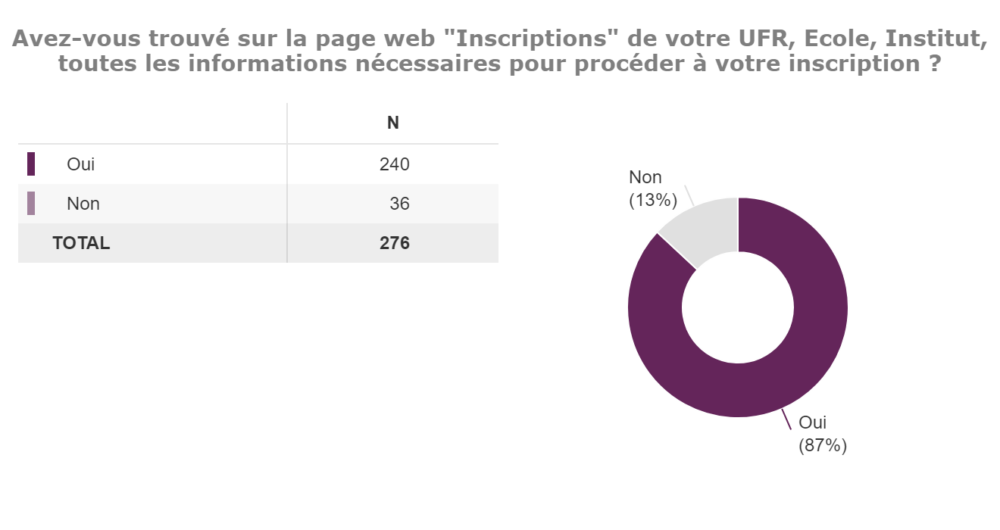 Avez-vous trouvé sur la page web "Inscriptions" de votre UFR, Ecole, Institut,
toutes les informations nécessaires pour procéder à votre inscription ?
N
Oui 240
Non 36
TOTAL 276
Non
(13%)
Oui
(87%)